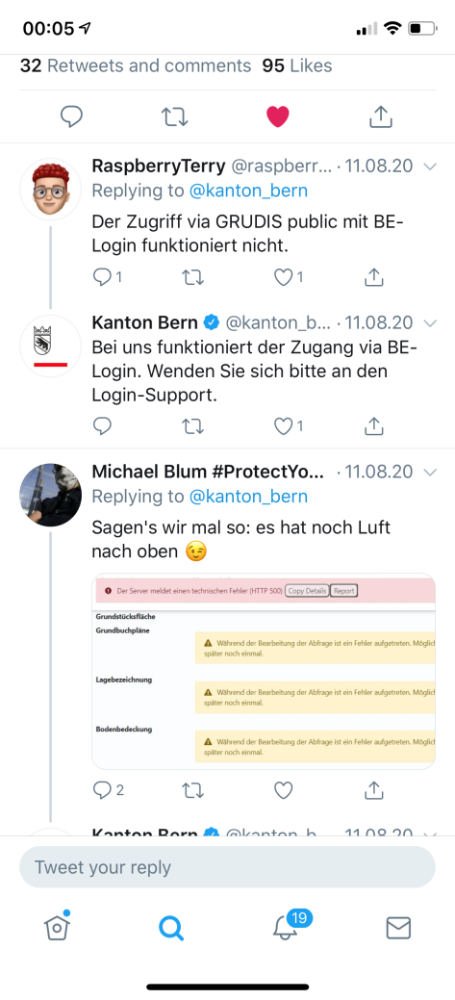 00:05
32 Retweets and comments 95 Likes
RaspberryTerry @raspberr... · 11.08.20
Replying to @kanton_bern
Der Zugriff via GRUDIS public mit BE-
Login funktioniert nicht.
1 1
Kanton Bern @kanton_b... · 11.08.20
Bei uns funktioniert der Zugang via BE-
Login. Wenden Sie sich bitte an den
Login-Support.
1
Michael Blum #ProtectYo... · 11.08.20
Replying to @kanton_bern
Sagen's wir mal so: es hat noch Luft
nach oben 😉
Der Server meldet einen technischen Fehler (HTTP 500) Copy Details Report
Grundstücksfläche
Grundbuchpläne
Während der Bearbeitung der Abfrage ist ein Fehler aufgetreten. Möglic
später noch einmal.
Lagebezeichnung
Während der Bearbeitung der Abfrage ist ein Fehler aufgetreten. Möglic
später noch einmal.
Bodenbedeckung
Während der Bearbeitung der Abfrage ist ein Fehler aufgetreten. Möglic
später noch einmal.
2
Kanton Bern @kanton_b... 11.08.20
Tweet your reply
19